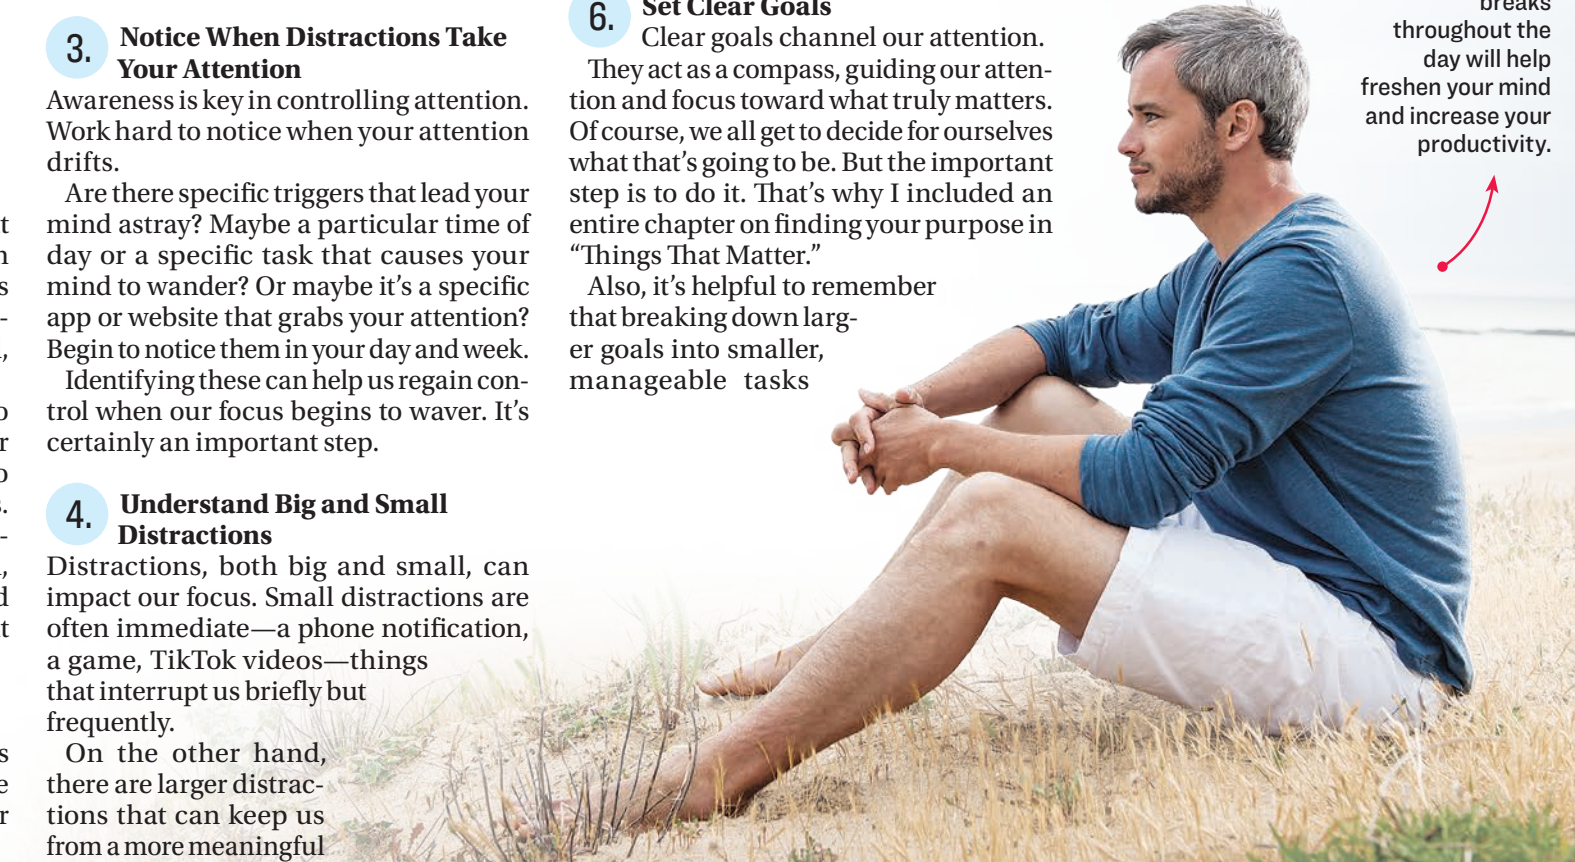 3.
Notice When Distractions Take
Your Attention
Awareness is key in controlling attention.
Work hard to notice when your attention
drifts.
Are there specific triggers that lead your
mind astray? Maybe a particular time of
day or a specific task that causes your
mind to wander? Or maybe it’s a specific
app or website that grabs your attention?
Begin to notice them in your day and week.
Identifying these can help us regain con-
trol when our focus begins to waver. It’s
certainly an important step.
4.
Understand Big and Small
Distractions
Distractions, both big and small, can
impact our focus. Small distractions are
often immediate—a phone notification,
a game, TikTok videos—things
that interrupt us briefly but
frequently.
On the other hand,
there are larger distrac-
tions that can keep us
from a more meaningful
6.
Set Clear Goals
Clear goals channel our attention.
They act as a compass, guiding our atten-
tion and focus toward what truly matters.
Of course, we all get to decide for ourselves
what that’s going to be. But the important
step is to do it. That’s why I included an
entire chapter on finding your purpose in
“Things That Matter.”
Also, it’s helpful to remember
that breaking down larg-
er goals into smaller,
manageable tasks
breaks
throughout the
day will help
freshen your mind
and increase your
productivity.